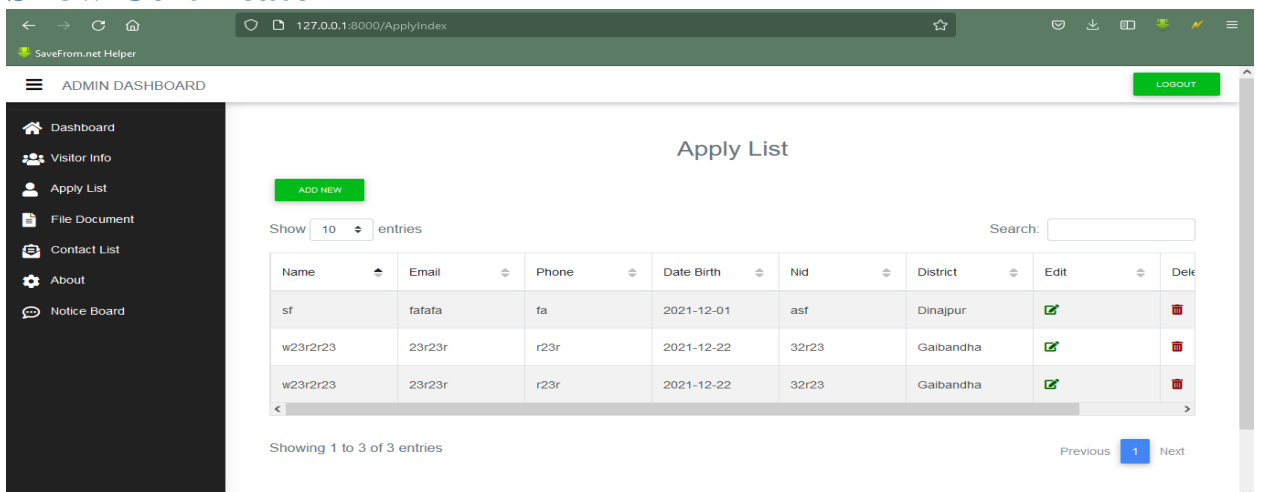 127.0.0.1:8000/ApplyIndex
SaveFrom.net Helper
ADMIN DASHBOARD
LOGOUT
Dashboard
Visitor Info
Apply List
File Document
Contact List
About
Notice Board
Apply List
ADD NEW
Show 10 entries
Search:
Name Email Phone Date Birth Nid District Edit Dele
sf fafafa fa 2021-12-01 asf Dinajpur
w23r2r23 23r23r r23r 2021-12-22 32r23 Gaibandha
w23r2r23 23r23r r23r 2021-12-22 32r23 Gaibandha
Showing 1 to 3 of 3 entries
Previous 1 Next